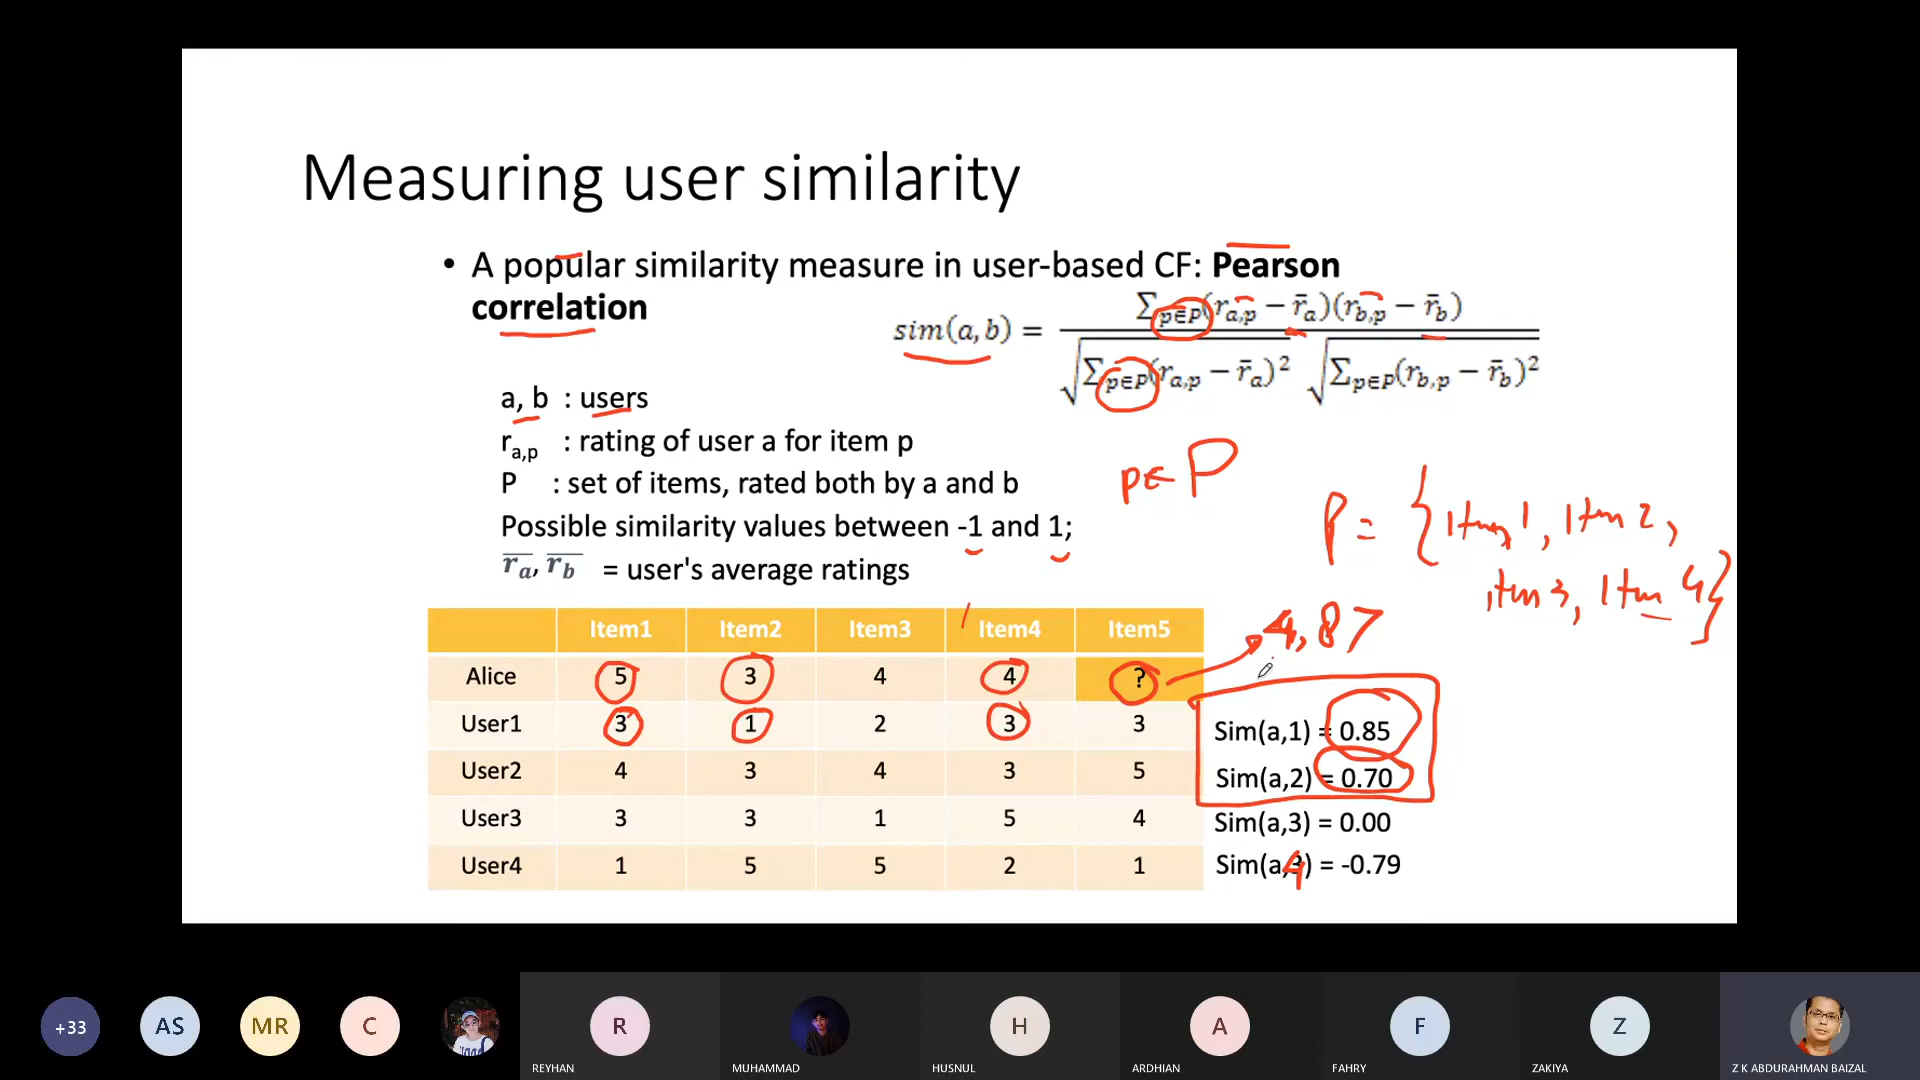 Measuring user similarity
• A popular similarity measure in user-based CF: Pearson
correlation
sim(a, b) = ∑p∈P(ra,p − r̄a)(rb,p − r̄b) / √∑p∈P(ra,p − r̄a)² √∑p∈P(rb,p − r̄b)²
a, b : users
ra,p : rating of user a for item p
P : set of items, rated both by a and b
Possible similarity values between -1 and 1;
r̄a, r̄b = user's average ratings
p∈P
P = {Item 1, Item 2,
item 3, Item 4}
Item1 Item2 Item3 Item4 Item5
4,87
Alice 5 3 4 4 ?
User1 3 1 2 3 3 Sim(a,1) = 0.85
User2 4 3 4 3 5 Sim(a,2) = 0.70
User3 3 3 1 5 4 Sim(a,3) = 0.00
User4 1 5 5 2 1 Sim(a,4) = -0.79
+33 AS MR C R H A F Z
REYHAN MUHAMMAD HUSNUL ARDHIAN FAHRY ZAKIYA Z K ABDURAHMAN BAIZAL